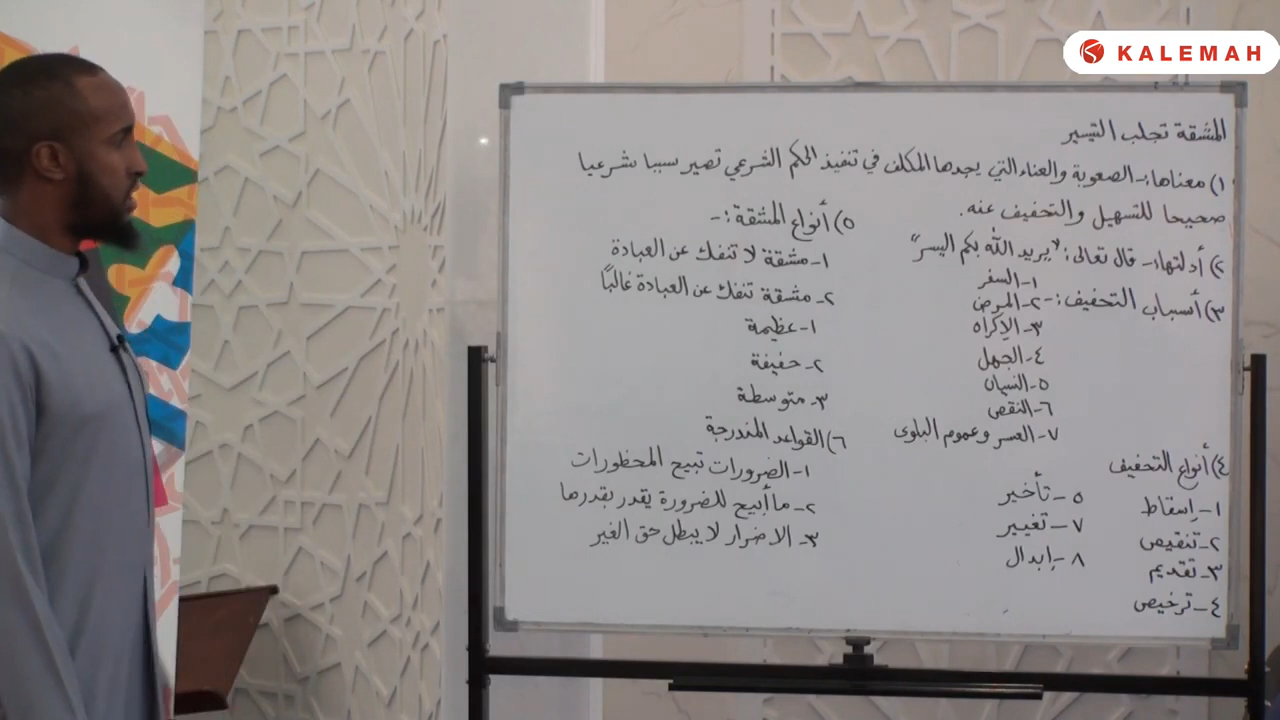 KALEMAH
المشقة تجلب التيسير
١) معناها:- الصعوبة والعناء التي يجدها المكلف في تنفيذ الحكم الشرعي تصير سببا شرعيا
صحيحا للتسهيل والتخفيف عنه.
٢) أدلتها:- قال تعالى: "يريد الله بكم اليسر"
٣) أسباب التخفيف:-
١- السفر
٢- المرض
٣- الإكراه
٤- الجهل
٥- النسيان
٦- النقص
٧- العسر وعموم البلوى
٤) أنواع التخفيف
١- إسقاط
٢- تنقيص
٣- تقديم
٤- ترخيص
٥- تأخير
٧- تغيير
٨- إبدال
٥) أنواع المشقة:-
١- مشقة لا تنفك عن العبادة
٢- مشقة تنفك عن العبادة غالبًا
١- عظيمة
٢- خفيفة
٣- متوسطة
٦) القواعد المندرجة
١- الضرورات تبيح المحظورات
٢- ما أبيح للضرورة يقدر بقدرها
٣- الاضرار لا يبطل حق الغير